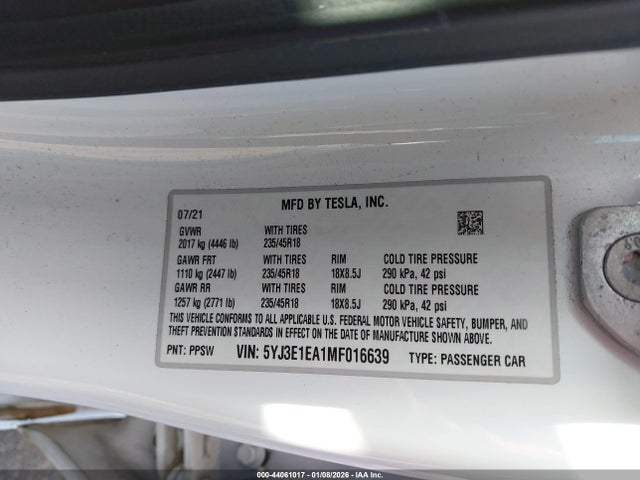 MFD BY TESLA, INC.
07/21
GVWR WITH TIRES
2017 kg (4446 lb) 235/45R18
GAWR FRT WITH TIRES RIM COLD TIRE PRESSURE
1110 kg (2447 lb) 235/45R18 18X8.5J 290 kPa, 42 psi
GAWR RR WITH TIRES RIM COLD TIRE PRESSURE
1257 kg (2771 lb) 235/45R18 18X8.5J 290 kPa, 42 psi
THIS VEHICLE CONFORMS TO ALL APPLICABLE U.S. FEDERAL MOTOR VEHICLE SAFETY, BUMPER, AND
THEFT PREVENTION STANDARDS IN EFFECT ON THE DATE OF MANUFACTURE SHOWN ABOVE.
PNT: PPSW VIN: 5YJ3E1EA1MF016639 TYPE: PASSENGER CAR
000-44061017 01/08/2026 IAA Inc.